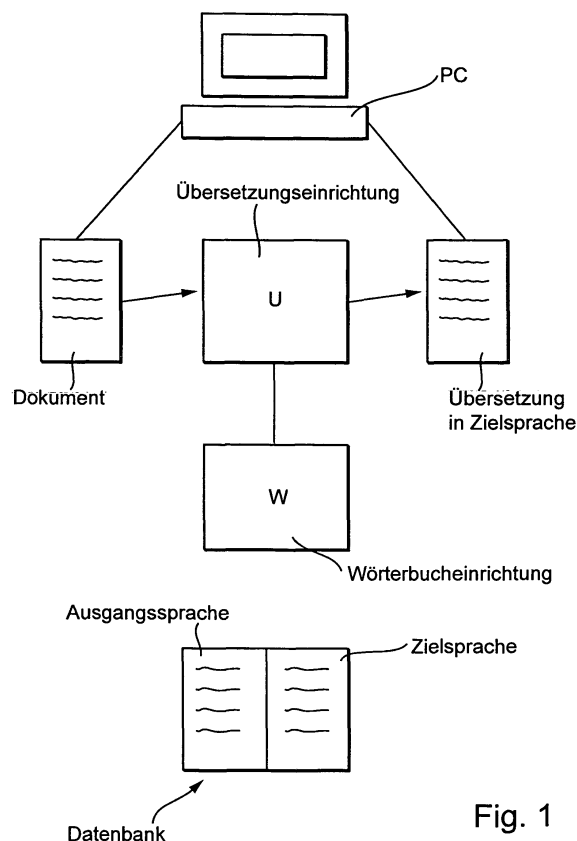 PC
Übersetzungseinrichtung
U
Dokument
Übersetzung
in Zielsprache
W
Wörterbucheinrichtung
Ausgangssprache
Zielsprache
Datenbank
Fig. 1